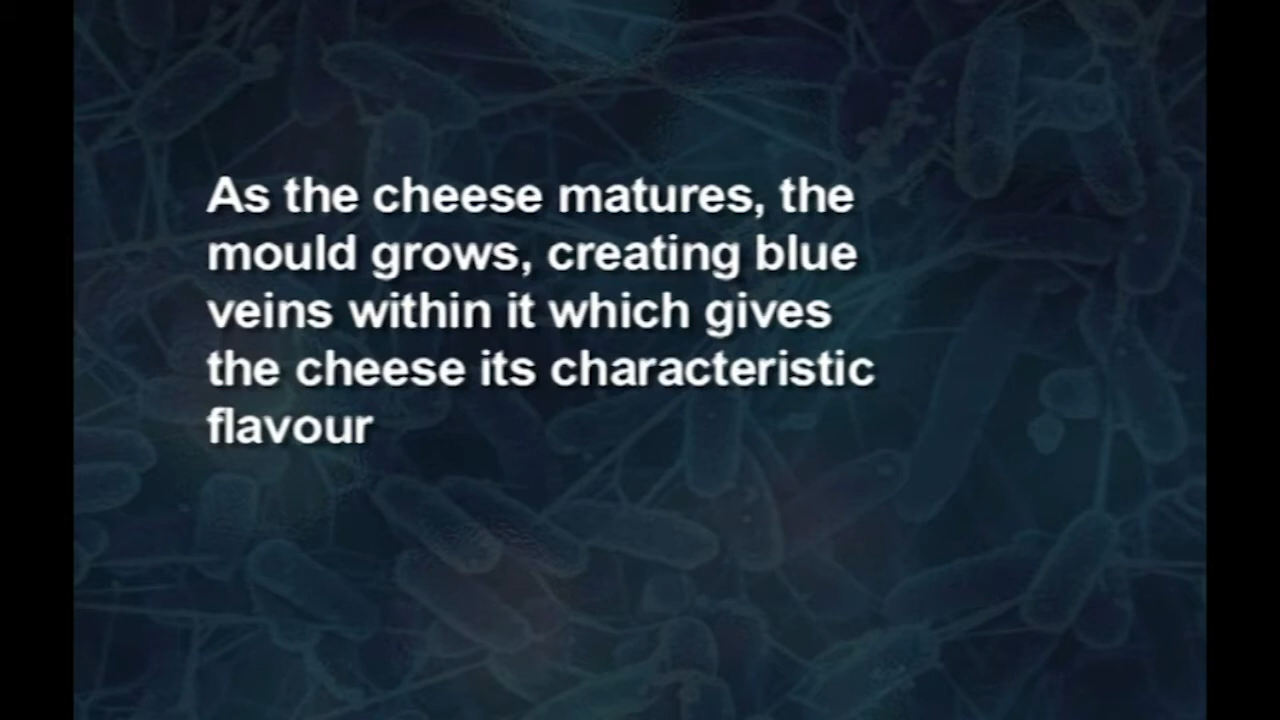 As the cheese matures, the
mould grows, creating blue
veins within it which gives
the cheese its characteristic
flavour